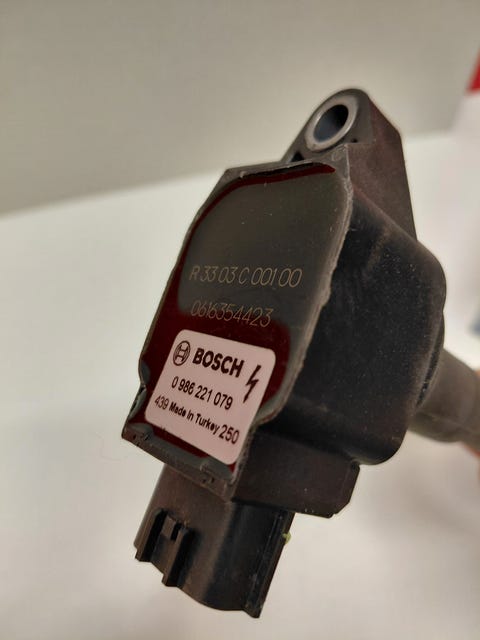 R 33 03 C 001 00
0616354423
BOSCH
0 986 221 079
439 Made in Turkey 250